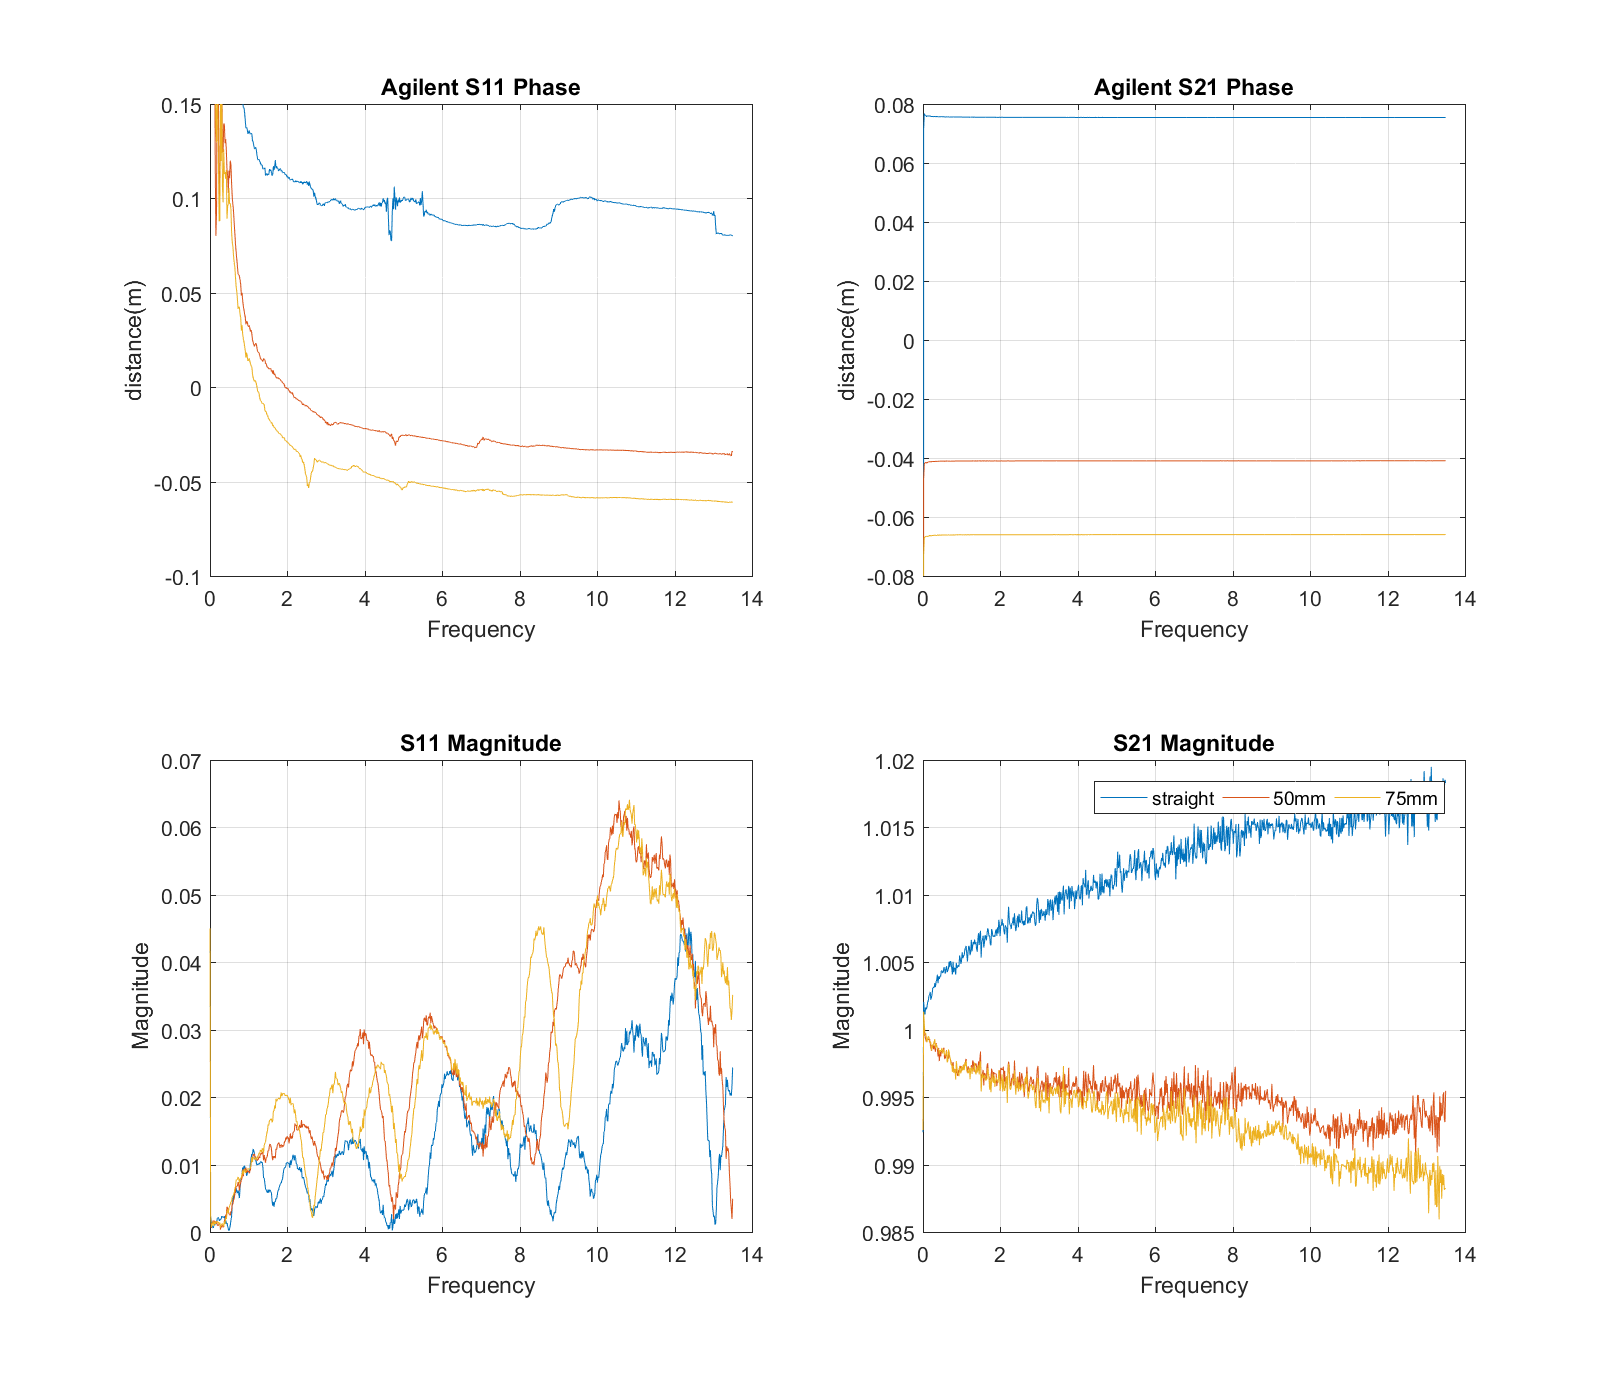 Agilent S11 Phase
0.15
0.1
0.05
0
-0.05
-0.1
distance(m)
0 2 4 6 8 10 12 14
Frequency
Agilent S21 Phase
0.08
0.06
0.04
0.02
0
-0.02
-0.04
-0.06
-0.08
distance(m)
0 2 4 6 8 10 12 14
Frequency
S11 Magnitude
0.07
0.06
0.05
0.04
0.03
0.02
0.01
0
Magnitude
0 2 4 6 8 10 12 14
Frequency
S21 Magnitude
1.02
1.015
1.01
1.005
1
0.995
0.99
0.985
Magnitude
straight 50mm 75mm
0 2 4 6 8 10 12 14
Frequency